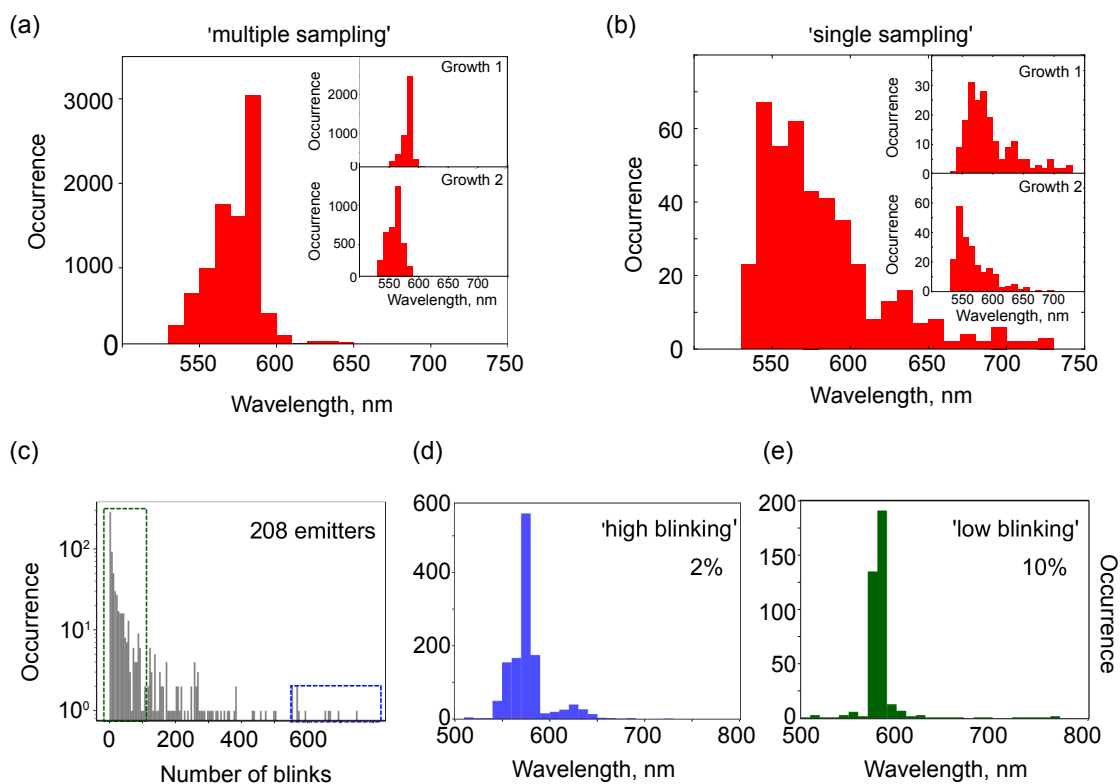 (a)
'multiple sampling'
Occurrence
3000
2000
1000
0
550
600
650
700
750
Wavelength, nm
Growth 1
Occurrence
2000
1000
0
Growth 2
Occurrence
1000
500
0
550
600
650
700
Wavelength, nm
(b)
'single sampling'
Occurrence
60
40
20
0
550
600
650
700
750
Wavelength, nm
Growth 1
Occurrence
30
20
10
0
Growth 2
Occurrence
60
40
20
0
550
600
650
700
Wavelength, nm
(c)
208 emitters
Occurrence
10²
10¹
10⁰
0
200
400
600
Number of blinks
(d)
'high blinking'
2%
600
400
200
0
500
600
700
800
Wavelength, nm
(e)
'low blinking'
10%
200
150
100
50
0
500
600
700
800
Wavelength, nm
Occurrence